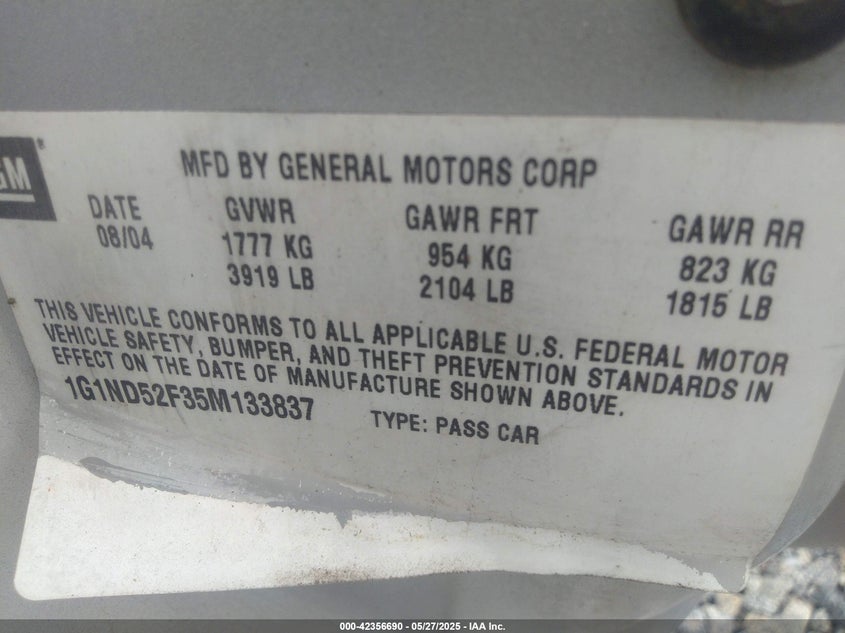 GM
MFD BY GENERAL MOTORS CORP
DATE GVWR GAWR FRT GAWR RR
08/04 1777 KG 954 KG 823 KG
3919 LB 2104 LB 1815 LB
THIS VEHICLE CONFORMS TO ALL APPLICABLE U.S. FEDERAL MOTOR
VEHICLE SAFETY, BUMPER, AND THEFT PREVENTION STANDARDS IN
EFFECT ON THE DATE OF MANUFACTURE SHOWN ABOVE.
1G1ND52F35M133837 TYPE: PASS CAR
000-42356690 — 05/27/2025 — IAA Inc.